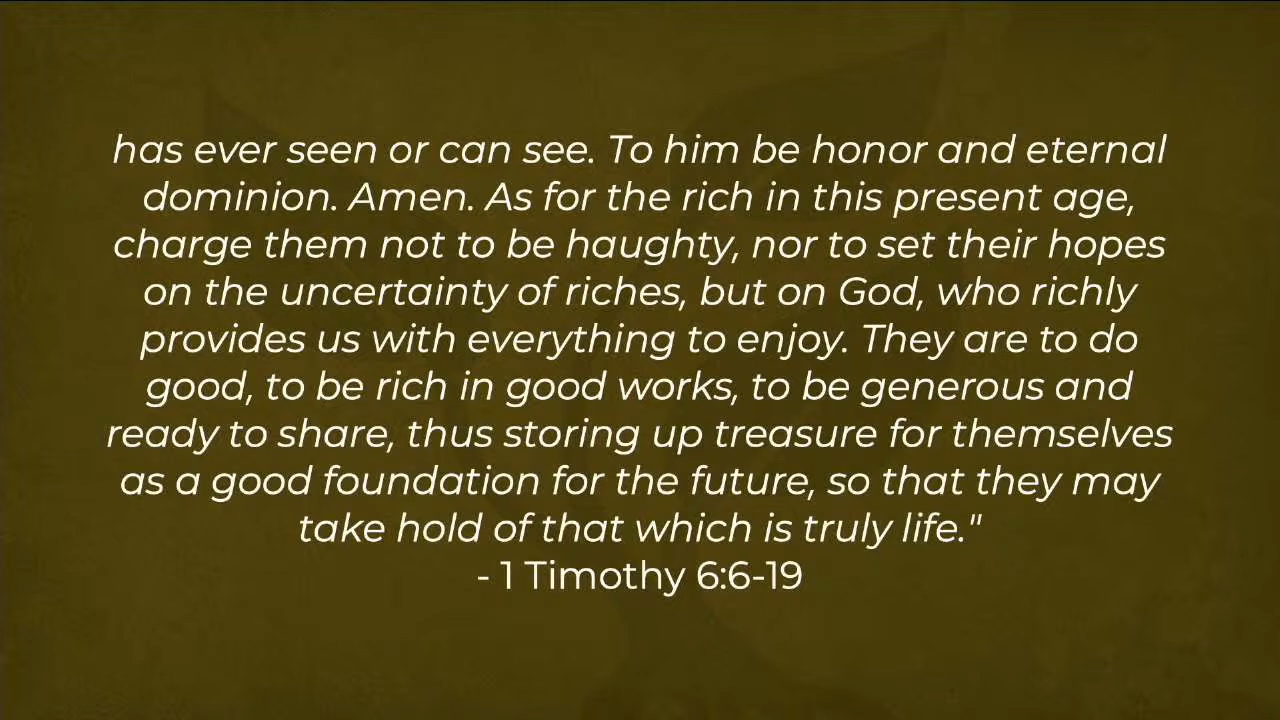 has ever seen or can see. To him be honor and eternal
dominion. Amen. As for the rich in this present age,
charge them not to be haughty, nor to set their hopes
on the uncertainty of riches, but on God, who richly
provides us with everything to enjoy. They are to do
good, to be rich in good works, to be generous and
ready to share, thus storing up treasure for themselves
as a good foundation for the future, so that they may
take hold of that which is truly life."
- 1 Timothy 6:6-19